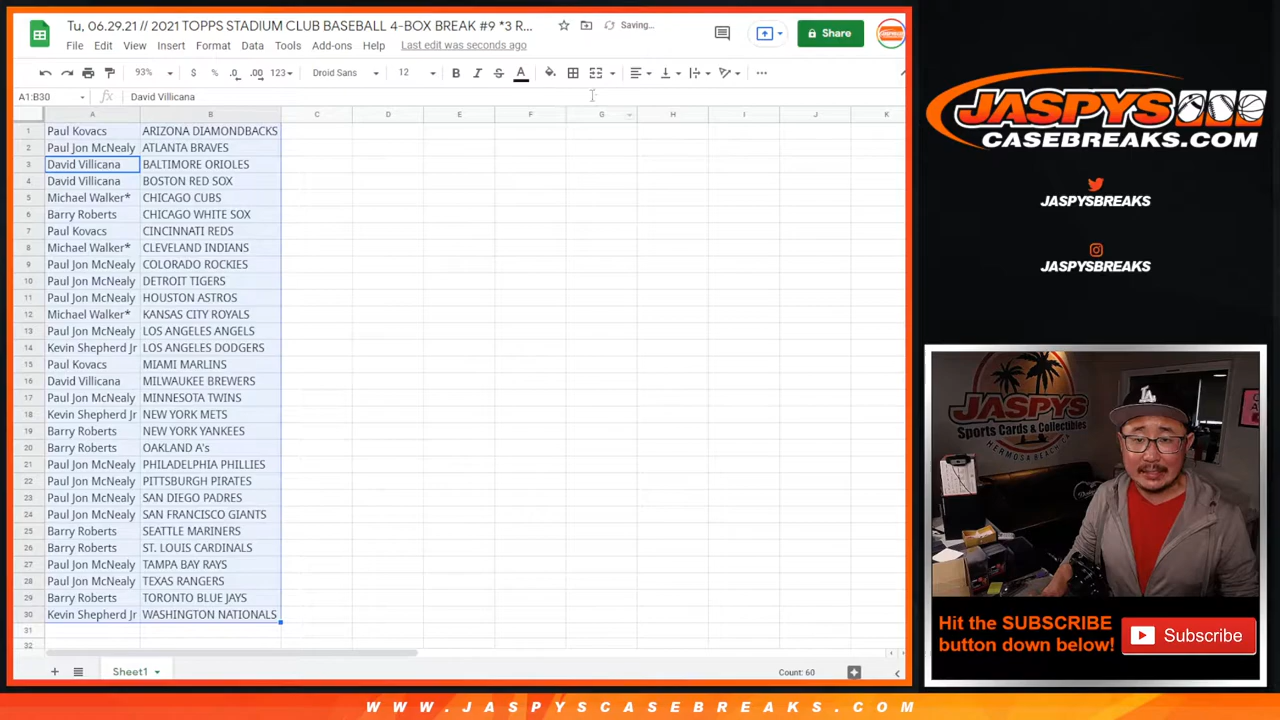 Tu, 06.29.21 // 2021 TOPPS STADIUM CLUB BASEBALL 4-BOX BREAK #9 *3 R...
Saving...
Share
File Edit View Insert Format Data Tools Add-ons Help Last edit was seconds ago
93% $ % .0 .00 123 Droid Sans 12 B I S A
A1:B30 fx David Villicana
A B C D E F G H I J K
1 Paul Kovacs ARIZONA DIAMONDBACKS
2 Paul Jon McNealy ATLANTA BRAVES
3 David Villicana BALTIMORE ORIOLES
4 David Villicana BOSTON RED SOX
5 Michael Walker* CHICAGO CUBS
6 Barry Roberts CHICAGO WHITE SOX
7 Paul Kovacs CINCINNATI REDS
8 Michael Walker* CLEVELAND INDIANS
9 Paul Jon McNealy COLORADO ROCKIES
10 Paul Jon McNealy DETROIT TIGERS
11 Paul Jon McNealy HOUSTON ASTROS
12 Michael Walker* KANSAS CITY ROYALS
13 Paul Jon McNealy LOS ANGELES ANGELS
14 Kevin Shepherd Jr LOS ANGELES DODGERS
15 Paul Kovacs MIAMI MARLINS
16 David Villicana MILWAUKEE BREWERS
17 Paul Jon McNealy MINNESOTA TWINS
18 Kevin Shepherd Jr NEW YORK METS
19 Barry Roberts NEW YORK YANKEES
20 Barry Roberts OAKLAND A's
21 Paul Jon McNealy PHILADELPHIA PHILLIES
22 Paul Jon McNealy PITTSBURGH PIRATES
23 Paul Jon McNealy SAN DIEGO PADRES
24 Paul Jon McNealy SAN FRANCISCO GIANTS
25 Barry Roberts SEATTLE MARINERS
26 Barry Roberts ST. LOUIS CARDINALS
27 Paul Jon McNealy TAMPA BAY RAYS
28 Paul Jon McNealy TEXAS RANGERS
29 Barry Roberts TORONTO BLUE JAYS
30 Kevin Shepherd Jr WASHINGTON NATIONALS
31
32
Sheet1
Count: 60
JASPYS
CASEBREAKS.COM
JASPYSBREAKS
JASPYSBREAKS
JASPYS
Sports Cards & Collectibles
HERMOSA BEACH
LA
Hit the SUBSCRIBE
button down below!
Subscribe
WWW.JASPYSCASEBREAKS.COM